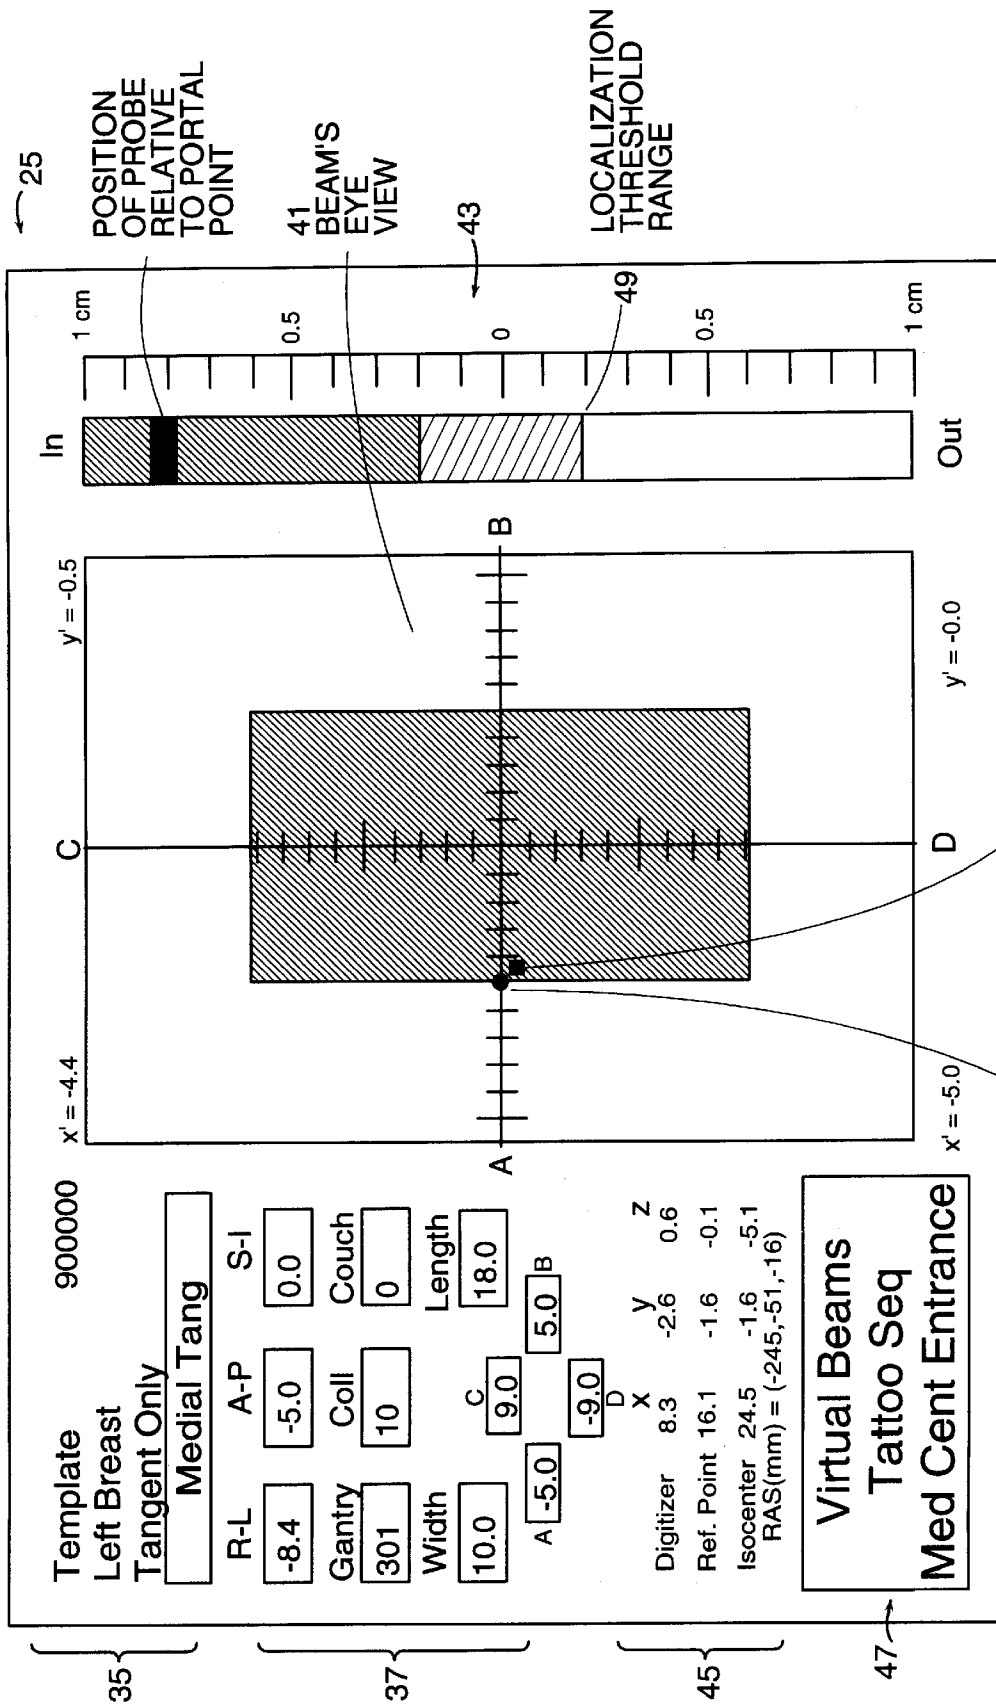 25
Template 900000
Left Breast
Tangent Only
Medial Tang
R-L A-P S-I
-8.4 -5.0 0.0
Gantry Coll Couch
301 10 0
Width Length
10.0 18.0
C
9.0
A -5.0 5.0 B
-9.0
D
x y z
Digitizer 8.3 -2.6 0.6
Ref. Point 16.1 -1.6 -0.1
Isocenter 24.5 -1.6 -5.1
RAS(mm) = (-245,-51,-16)
Virtual Beams
Tattoo Seq
Med Cent Entrance
35
37
45
47
x' = -4.4
C
y' = -0.5
A
B
x' = -5.0
D
y' = -0.0
In
Out
1 cm
0.5
0
0.5
1 cm
POSITION
OF PROBE
RELATIVE
TO PORTAL
POINT
41
BEAM'S
EYE
VIEW
43
49
LOCALIZATION
THRESHOLD
RANGE